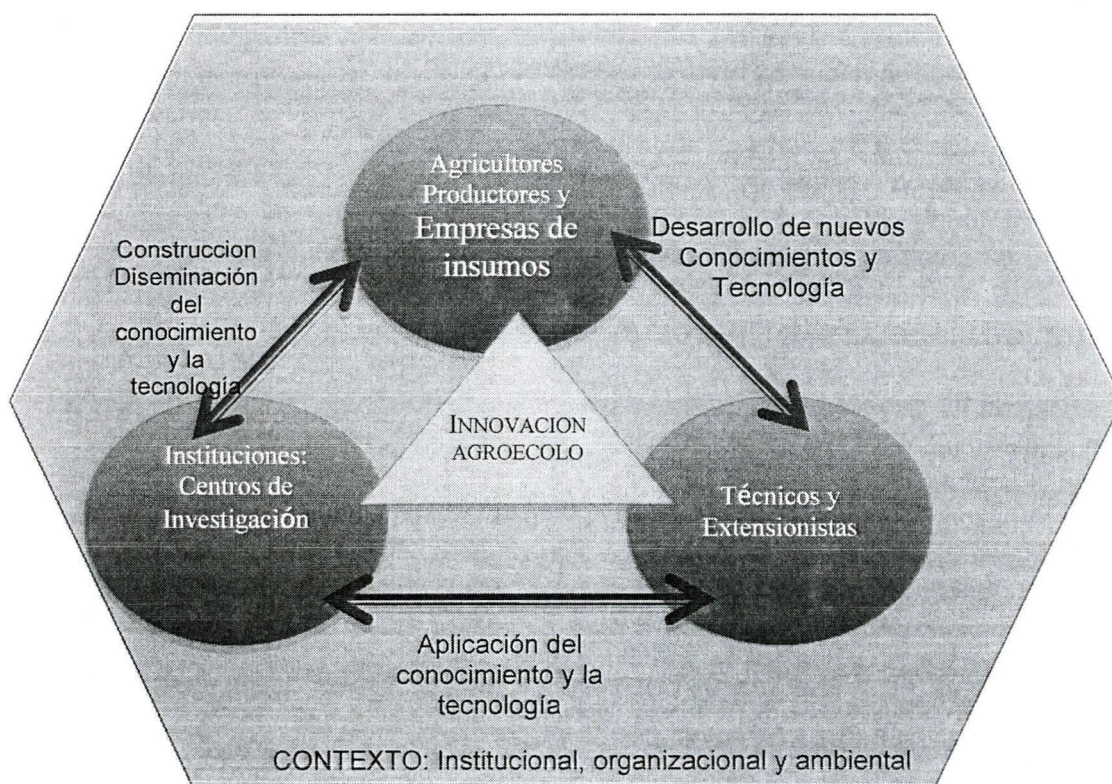 Agricultores
Productores y
Empresas de
insumos
Construccion
Diseminación
del
conocimiento
y la
tecnología
Desarrollo de nuevos
Conocimientos y
Tecnología
INNOVACION
AGROECOLO
Instituciones:
Centros de
Investigación
Técnicos y
Extensionistas
Aplicación del
conocimiento y la
tecnología
CONTEXTO: Institucional, organizacional y ambiental